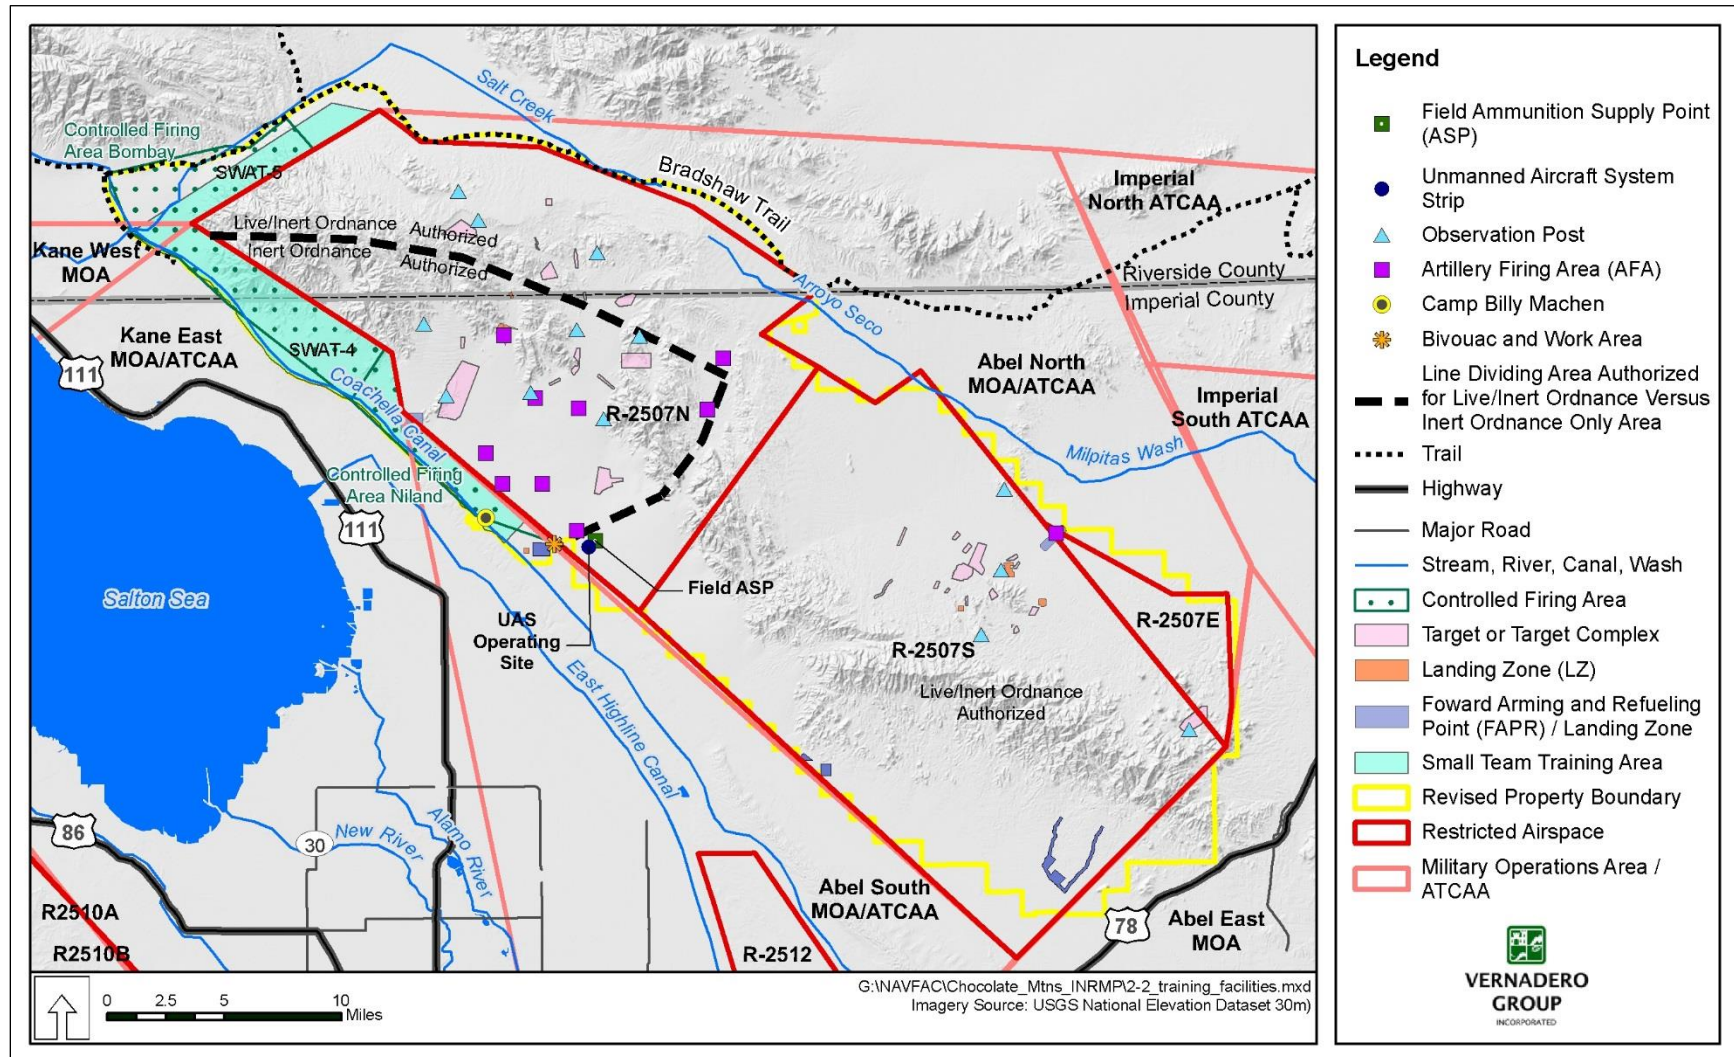 Salt Creek
Controlled Firing
Area Bombay
SWAT-5
Bradshaw Trail
Imperial
North ATCAA
Live/Inert Ordnance
Authorized
Inert Ordnance
Authorized
Kane West
MOA
Riverside County
Imperial County
Arroyo Seco
Kane East
MOA/ATCAA
SWAT-4
Abel North
MOA/ATCAA
111
Coachella Canal
R-2507N
Imperial
South ATCAA
Milpitas Wash
Controlled Firing
Area Niland
111
Salton Sea
Field ASP
UAS
Operating
Site
R-2507E
R-2507S
Live/Inert Ordnance
Authorized
East Highline Canal
86
30
New River
Alamo River
Abel South
MOA/ATCAA
78
Abel East
MOA
R2510A
R2510B
R-2512
0
2.5
5
10
Miles
G:\NAVFAC\Chocolate_Mtns_INRMP\2-2_training_facilities.mxd
Imagery Source: USGS National Elevation Dataset 30m)
Legend
Field Ammunition Supply Point
(ASP)
Unmanned Aircraft System
Strip
Observation Post
Artillery Firing Area (AFA)
Camp Billy Machen
Bivouac and Work Area
Line Dividing Area Authorized
for Live/Inert Ordnance Versus
Inert Ordnance Only Area
Trail
Highway
Major Road
Stream, River, Canal, Wash
Controlled Firing Area
Target or Target Complex
Landing Zone (LZ)
Foward Arming and Refueling
Point (FAPR) / Landing Zone
Small Team Training Area
Revised Property Boundary
Restricted Airspace
Military Operations Area /
ATCAA
VERNADERO
GROUP
INCORPORATED